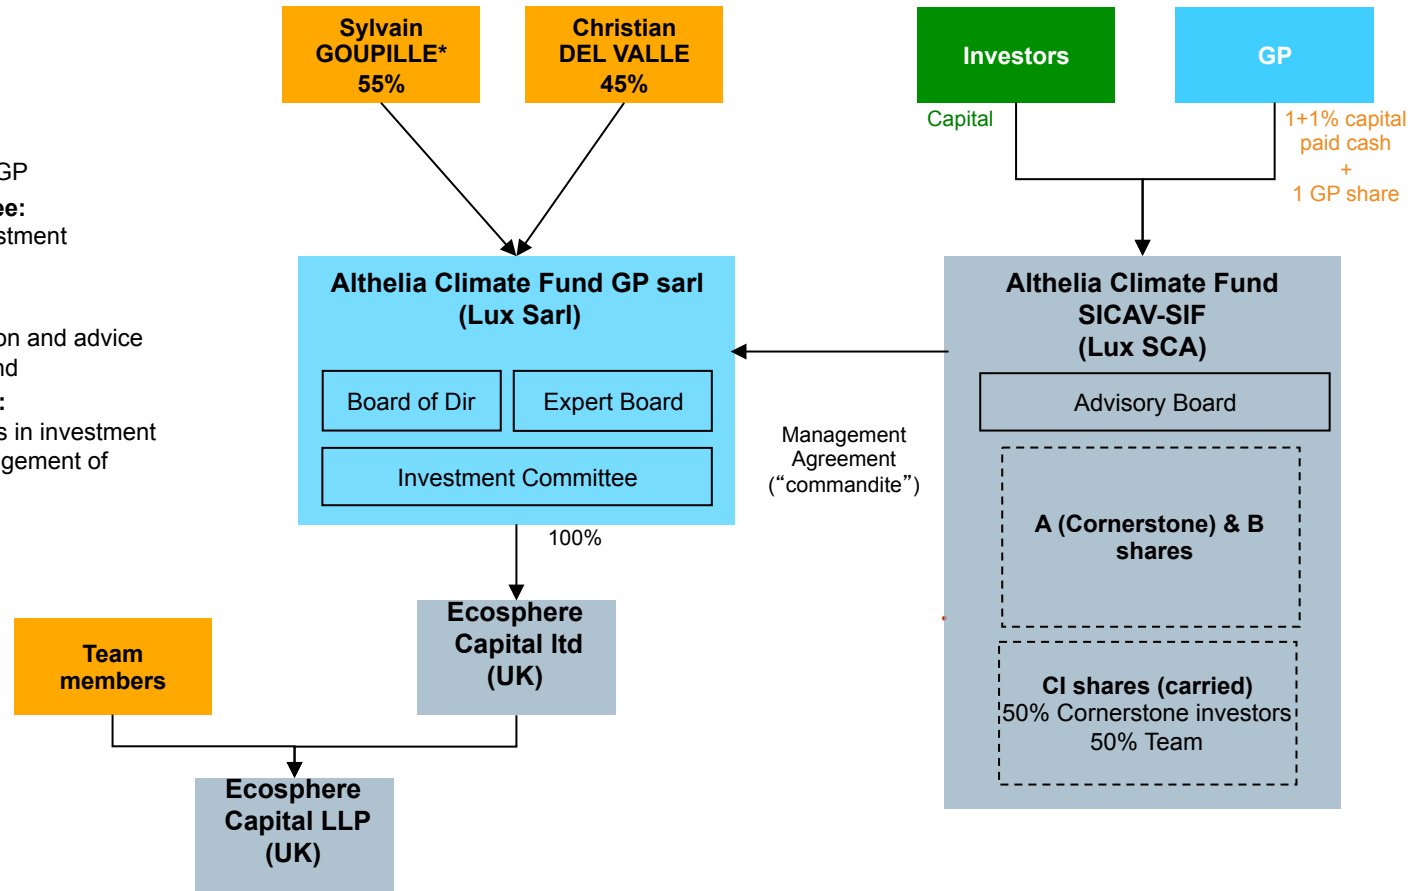 Sylvain
GOUPILLE*
55%
Christian
DEL VALLE
45%
Investors
GP
Capital
1+1% capital
paid cash
+
1 GP share
GP
ee:
stment
on and advice
nd
:
s in investment
gement of
Althelia Climate Fund GP sarl
(Lux Sarl)
Board of Dir
Expert Board
Investment Committee
100%
Management
Agreement
(“commandite”)
Althelia Climate Fund
SICAV-SIF
(Lux SCA)
Advisory Board
A (Cornerstone) & B
shares
CI shares (carried)
50% Cornerstone investors
50% Team
Team
members
Ecosphere
Capital ltd
(UK)
Ecosphere
Capital LLP
(UK)